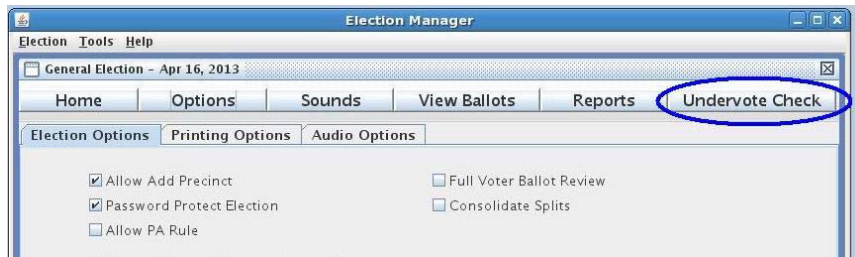 Election Manager
Election Tools Help
General Election - Apr 16, 2013
Home Options Sounds View Ballots Reports Undervote Check
Election Options Printing Options Audio Options
Allow Add Precinct Full Voter Ballot Review
Password Protect Election Consolidate Splits
Allow PA Rule